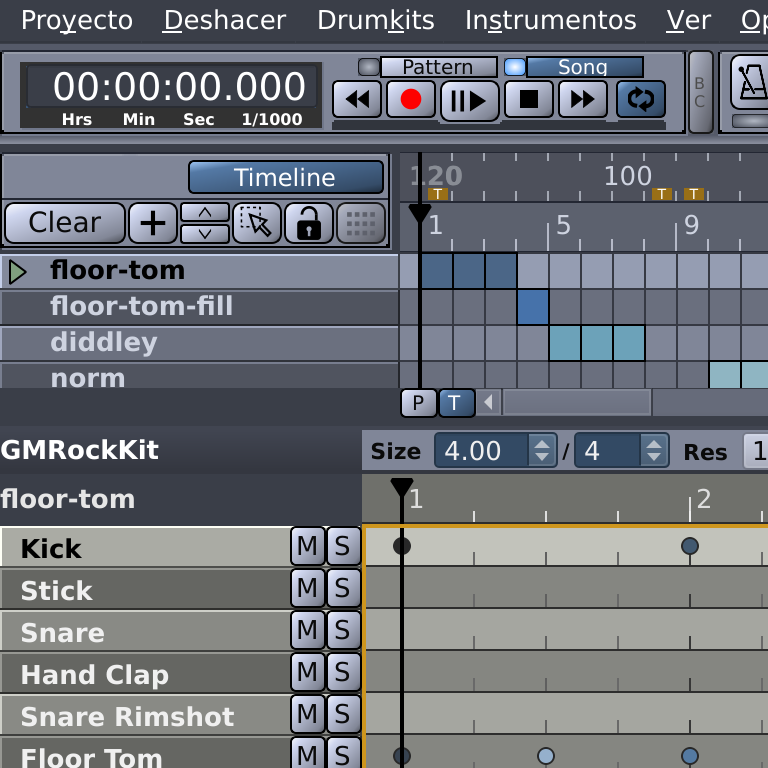 Proyecto Deshacer Drumkits Instrumentos Ver Op
00:00:00.000
Hrs Min Sec 1/1000
Pattern Song
B
C
Timeline
120 100
T T T
Clear + 1 5 9
floor-tom
floor-tom-fill
diddley
norm
P T
GMRockKit Size 4.00 / 4 Res 1
floor-tom 1 2
Kick M S
Stick M S
Snare M S
Hand Clap M S
Snare Rimshot M S
Floor Tom M S